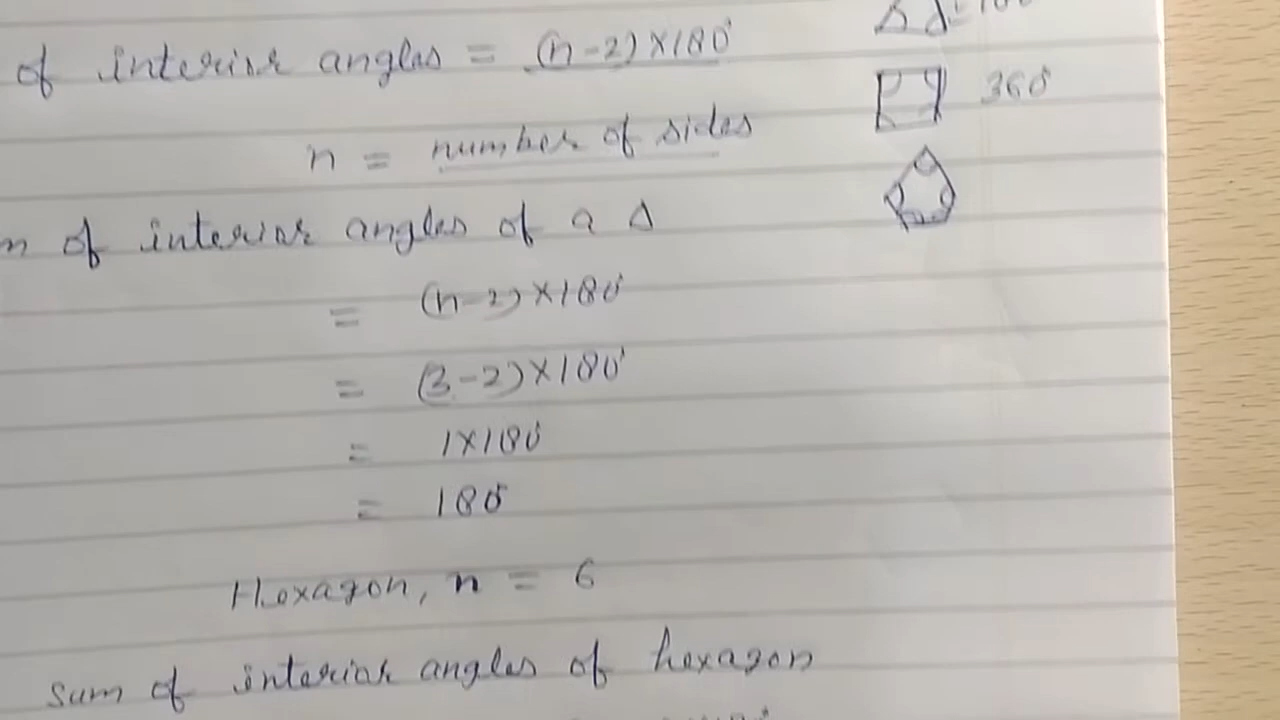 of interior angles = (n-2)×180°
360°
n = number of sides
of interior angles of a Δ
= (n-2)×180°
= (3-2)×180°
= 1×180°
= 180°
Hexagon, n = 6
sum of interior angles of hexagon